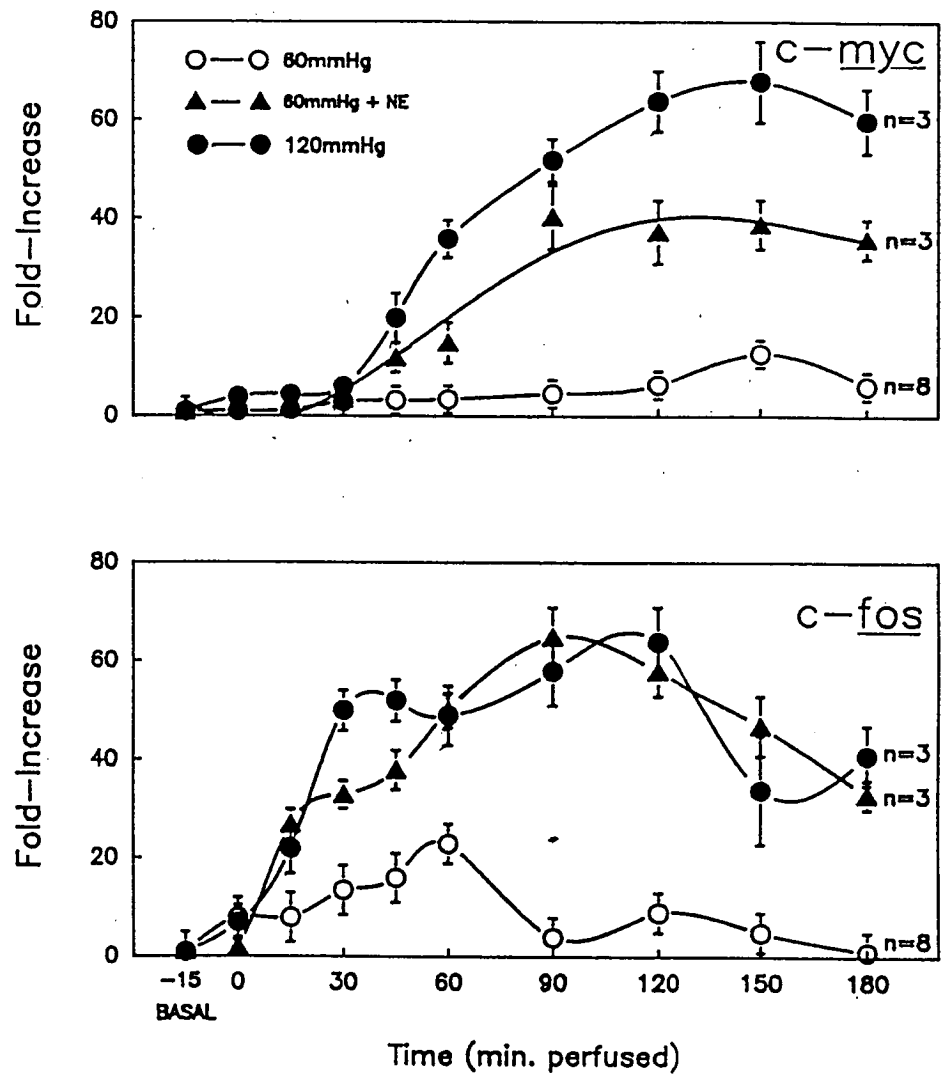 80
60
40
20
0
Fold-Increase
60mmHg
60mmHg + NE
120mmHg
c-myc
n=3
n=3
n=8
80
60
40
20
0
Fold-Increase
c-fos
n=3
n=3
n=8
-15 0 30 45 60 90 120 150 180
BASAL
Time (min. perfused)